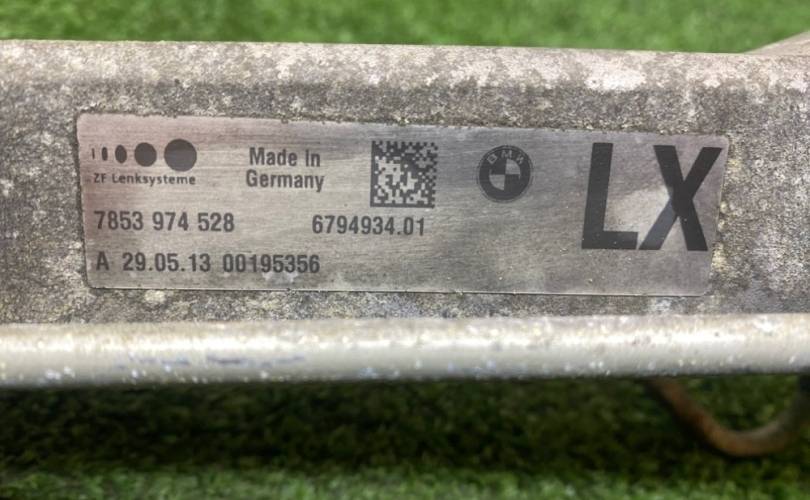 ZF Lenksysteme
Made in
Germany
BMW
LX
7853 974 528
6794934.01
A 29.05.13 00195356